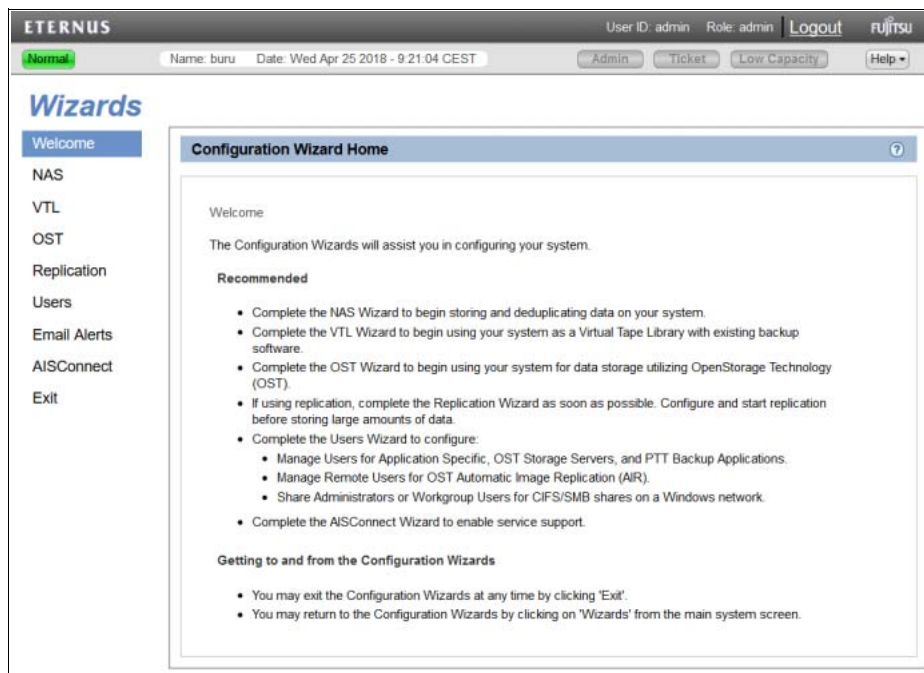 ETERNUS User ID: admin Role: admin Logout FUJITSU
Normal Name: buru Date: Wed Apr 25 2018 - 9:21:04 CEST Admin Ticket Low Capacity Help
Wizards
Welcome
NAS
VTL
OST
Replication
Users
Email Alerts
AISConnect
Exit
Configuration Wizard Home ?
Welcome
The Configuration Wizards will assist you in configuring your system.
Recommended
• Complete the NAS Wizard to begin storing and deduplicating data on your system.
• Complete the VTL Wizard to begin using your system as a Virtual Tape Library with existing backup
software.
• Complete the OST Wizard to begin using your system for data storage utilizing OpenStorage Technology
(OST).
• If using replication, complete the Replication Wizard as soon as possible. Configure and start replication
before storing large amounts of data.
• Complete the Users Wizard to configure:
• Manage Users for Application Specific, OST Storage Servers, and PTT Backup Applications.
• Manage Remote Users for OST Automatic Image Replication (AIR).
• Share Administrators or Workgroup Users for CIFS/SMB shares on a Windows network.
• Complete the AISConnect Wizard to enable service support.
Getting to and from the Configuration Wizards
• You may exit the Configuration Wizards at any time by clicking 'Exit'.
• You may return to the Configuration Wizards by clicking on 'Wizards' from the main system screen.